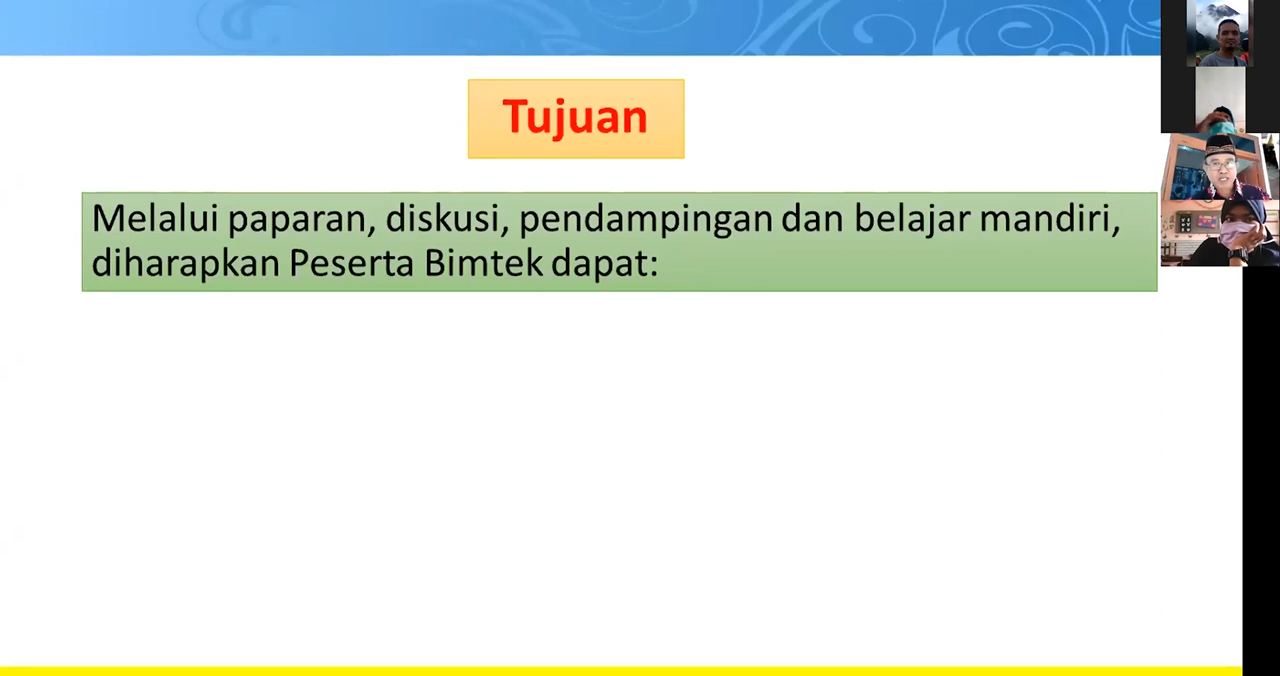 Tujuan
Melalui paparan, diskusi, pendampingan dan belajar mandiri,
diharapkan Peserta Bimtek dapat: